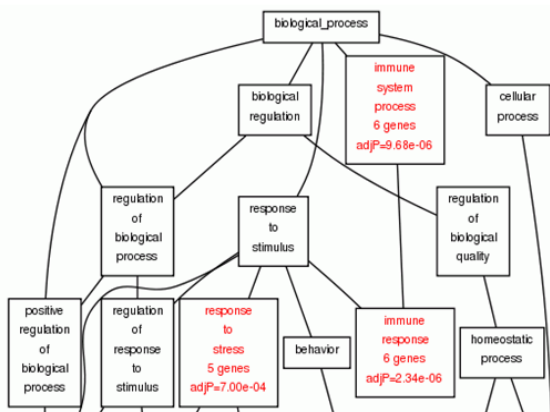 biological_process
immune
system
process
6 genes
adjP=9.68e-06
biological
regulation
cellular
process
regulation
of
biological
process
response
to
stimulus
regulation
of
biological
quality
positive
regulation
of
biological
process
regulation
of
response
to
stimulus
response
to
stress
5 genes
adjP=7.00e-04
behavior
immune
response
6 genes
adjP=2.34e-06
homeostatic
process